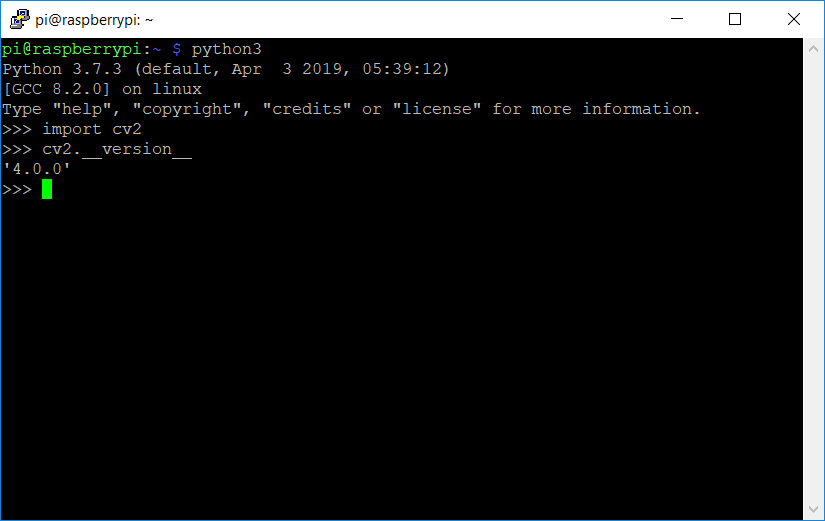 pi@raspberrypi: ~
pi@raspberrypi:~ $ python3
Python 3.7.3 (default, Apr  3 2019, 05:39:12)
[GCC 8.2.0] on linux
Type "help", "copyright", "credits" or "license" for more information.
>>> import cv2
>>> cv2.__version__
'4.0.0'
>>>